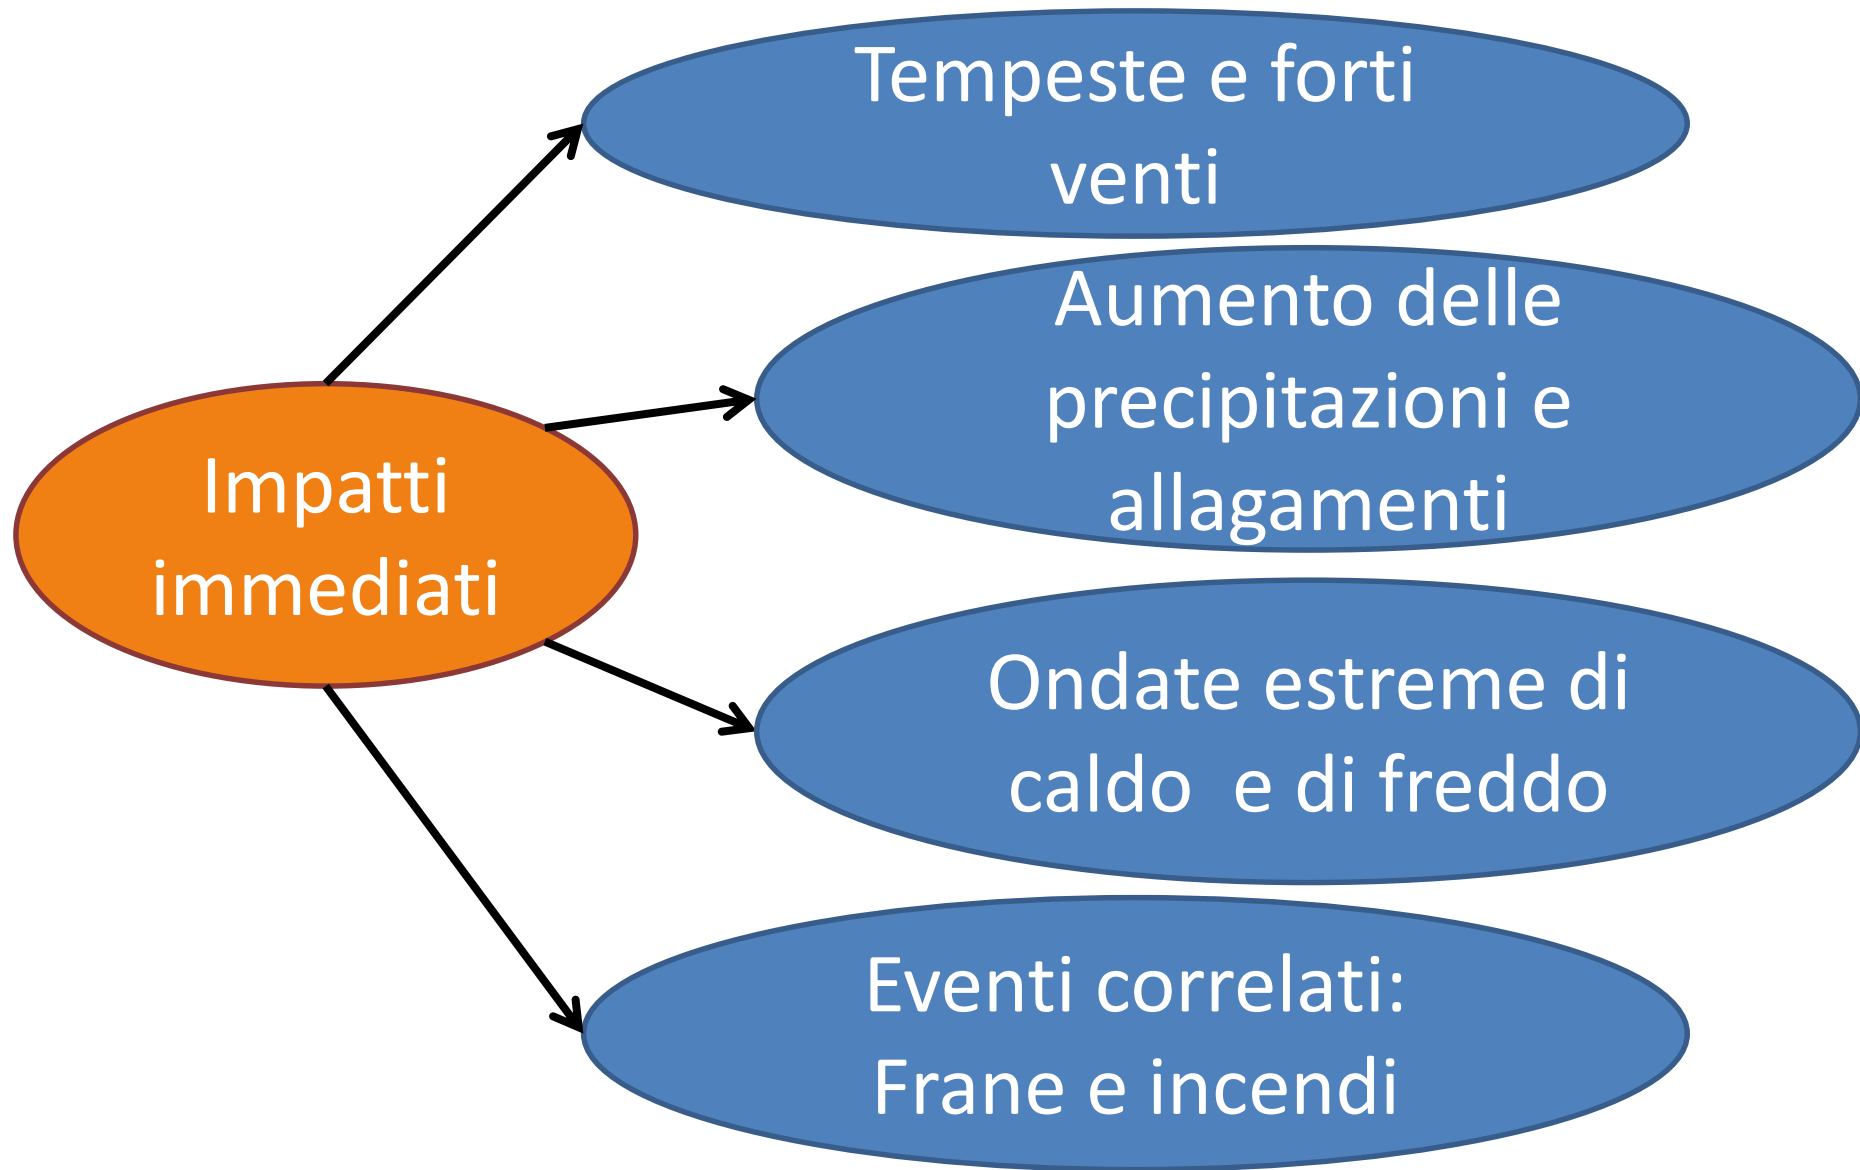 Tempeste e forti
venti
Aumento delle
precipitazioni e
allagamenti
Impatti
immediati
Ondate estreme di
caldo  e di freddo
Eventi correlati:
Frane e incendi